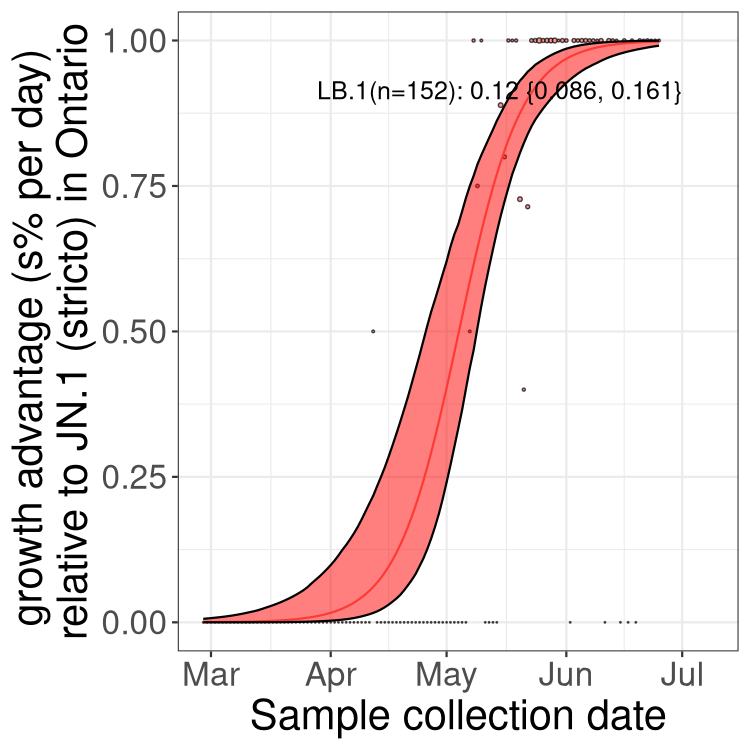 growth advantage (s% per day)
relative to JN.1 (stricto) in Ontario
1.00
0.75
0.50
0.25
0.00
LB.1(n=152): 0.12 {0.086, 0.161}
Mar Apr May Jun Jul
Sample collection date